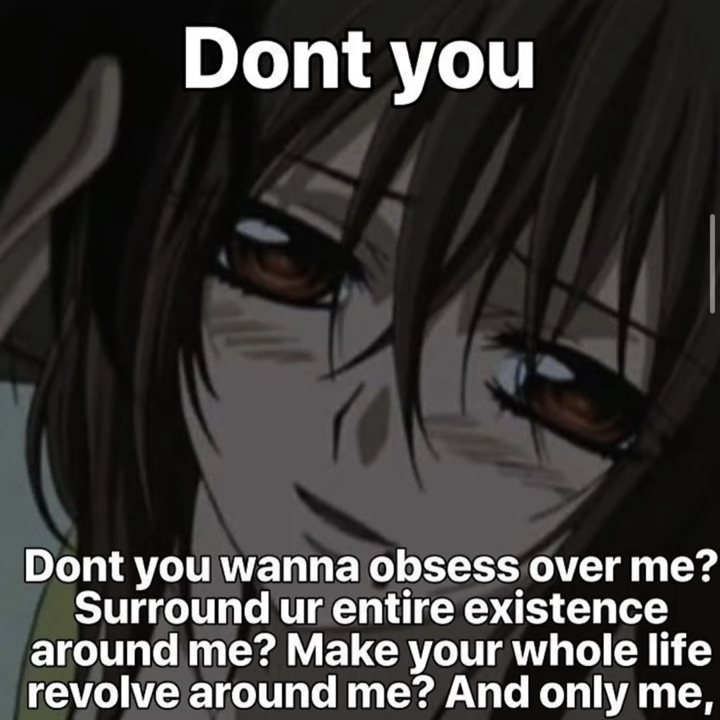 Dont you
Dont you wanna obsess over me?
Surround ur entire existence
around me? Make your whole life
revolve around me? And only me,